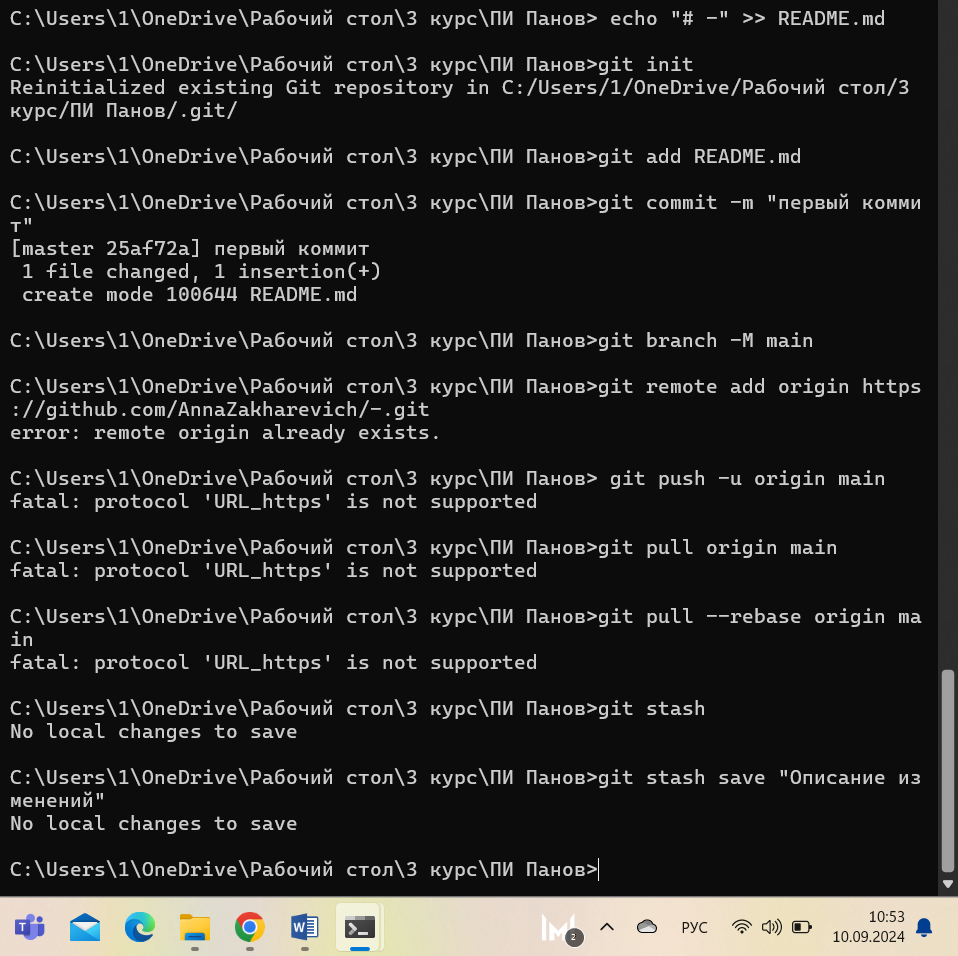 C:\Users\1\OneDrive\Рабочий стол\3 курс\ПИ Панов> echo "# -" >> README.md
C:\Users\1\OneDrive\Рабочий стол\3 курс\ПИ Панов>git init
Reinitialized existing Git repository in C:/Users/1/OneDrive/Рабочий стол/3
курс/ПИ Панов/.git/
C:\Users\1\OneDrive\Рабочий стол\3 курс\ПИ Панов>git add README.md
C:\Users\1\OneDrive\Рабочий стол\3 курс\ПИ Панов>git commit -m "первый комми
т"
[master 25af72a] первый коммит
 1 file changed, 1 insertion(+)
 create mode 100644 README.md
C:\Users\1\OneDrive\Рабочий стол\3 курс\ПИ Панов>git branch -M main
C:\Users\1\OneDrive\Рабочий стол\3 курс\ПИ Панов>git remote add origin https
://github.com/AnnaZakharevich/-.git
error: remote origin already exists.
C:\Users\1\OneDrive\Рабочий стол\3 курс\ПИ Панов> git push -u origin main
fatal: protocol 'URL_https' is not supported
C:\Users\1\OneDrive\Рабочий стол\3 курс\ПИ Панов>git pull origin main
fatal: protocol 'URL_https' is not supported
C:\Users\1\OneDrive\Рабочий стол\3 курс\ПИ Панов>git pull --rebase origin ma
in
fatal: protocol 'URL_https' is not supported
C:\Users\1\OneDrive\Рабочий стол\3 курс\ПИ Панов>git stash
No local changes to save
C:\Users\1\OneDrive\Рабочий стол\3 курс\ПИ Панов>git stash save "Описание из
менений"
No local changes to save
C:\Users\1\OneDrive\Рабочий стол\3 курс\ПИ Панов>
2
РУС
10:53
10.09.2024